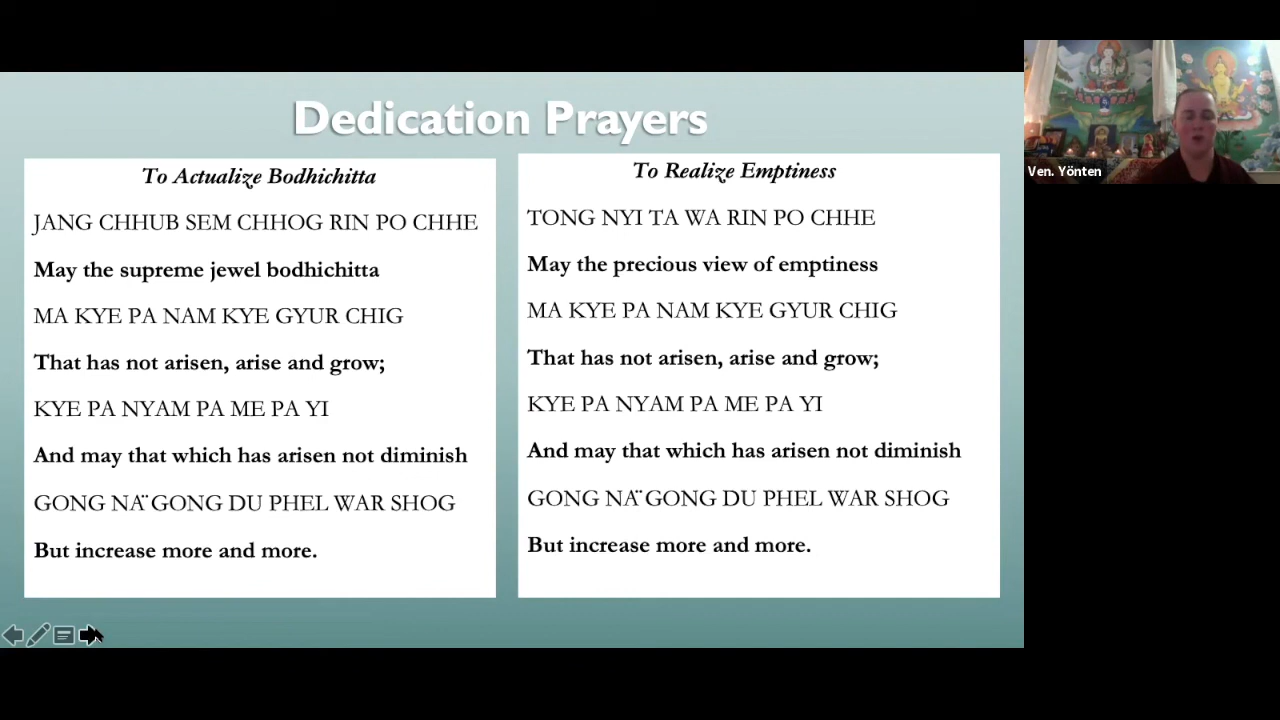 Dedication Prayers
To Actualize Bodhichitta
JANG CHHUB SEM CHHOG RIN PO CHHE
May the supreme jewel bodhichitta
MA KYE PA NAM KYE GYUR CHIG
That has not arisen, arise and grow;
KYE PA NYAM PA ME PA YI
And may that which has arisen not diminish
GONG NA¨ GONG DU PHEL WAR SHOG
But increase more and more.
To Realize Emptiness
TONG NYI TA WA RIN PO CHHE
May the precious view of emptiness
MA KYE PA NAM KYE GYUR CHIG
That has not arisen, arise and grow;
KYE PA NYAM PA ME PA YI
And may that which has arisen not diminish
GONG NA¨ GONG DU PHEL WAR SHOG
But increase more and more.
Ven. Yönten